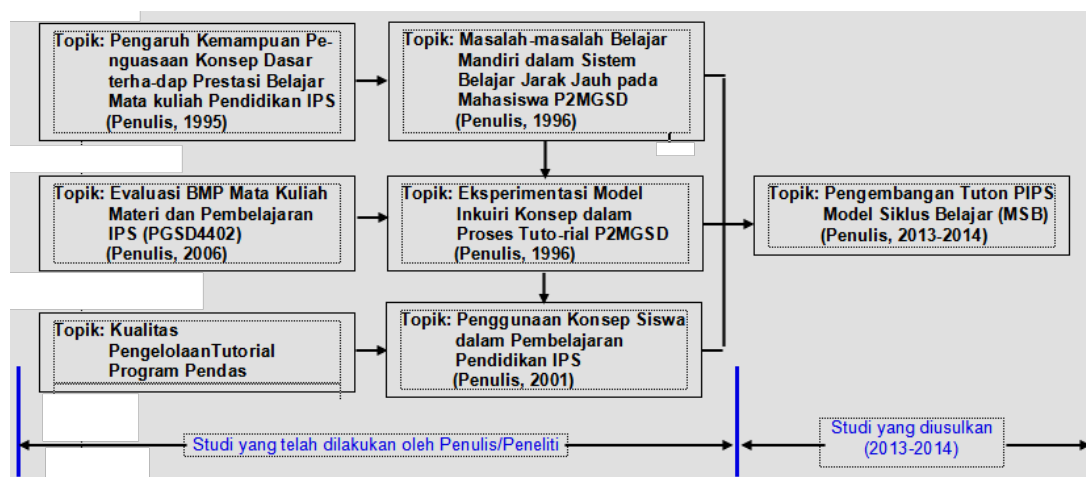 Topik: Pengaruh Kemampuan Pe-
nguasaan Konsep Dasar
terha-dap Prestasi Belajar
Mata kuliah Pendidikan IPS
(Penulis, 1995)
Topik: Masalah-masalah Belajar
Mandiri dalam Sistem
Belajar Jarak Jauh pada
Mahasiswa P2MGSD
(Penulis, 1996)
Topik: Evaluasi BMP Mata Kuliah
Materi dan Pembelajaran
IPS (PGSD4402)
(Penulis, 2006)
Topik: Eksperimentasi Model
Inkuiri Konsep dalam
Proses Tuto-rial P2MGSD
(Penulis, 1996)
Topik: Pengembangan Tuton PIPS
Model Siklus Belajar (MSB)
(Penulis, 2013-2014)
Topik: Kualitas
PengelolaanTutorial
Program Pendas
Topik: Penggunaan Konsep Siswa
dalam Pembelajaran
Pendidikan IPS
(Penulis, 2001)
Studi yang telah dilakukan oleh Penulis/Peneliti
Studi yang diusulkan
(2013-2014)